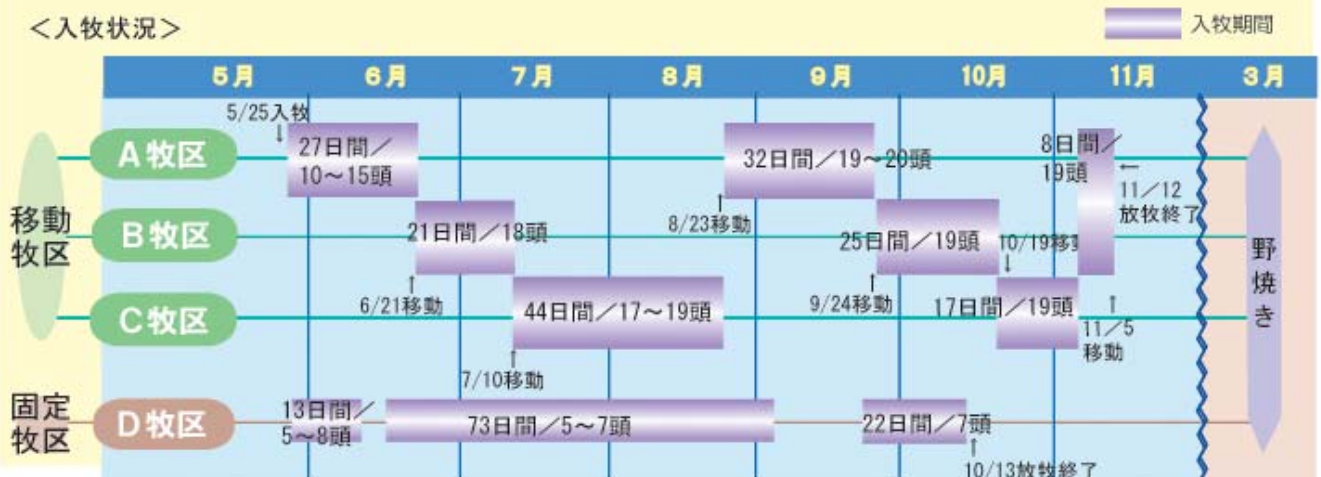 <入牧状況>
入牧期間
5月 6月 7月 8月 9月 10月 11月 3月
移動
牧区
A牧区
5/25入牧
↓
27日間/
10〜15頭
8/23移動
↑
32日間/19〜20頭
8日間/
19頭
←
11/12
放牧終了
B牧区
21日間/18頭
↑
6/21移動
25日間/19頭
↑
9/24移動
10/19移動
↓
C牧区
44日間/17〜19頭
↑
7/10移動
17日間/19頭
↑
11/5
移動
固定
牧区
D牧区
13日間/
5〜8頭
73日間/5〜7頭
22日間/7頭
↑
10/13放牧終了
野焼き